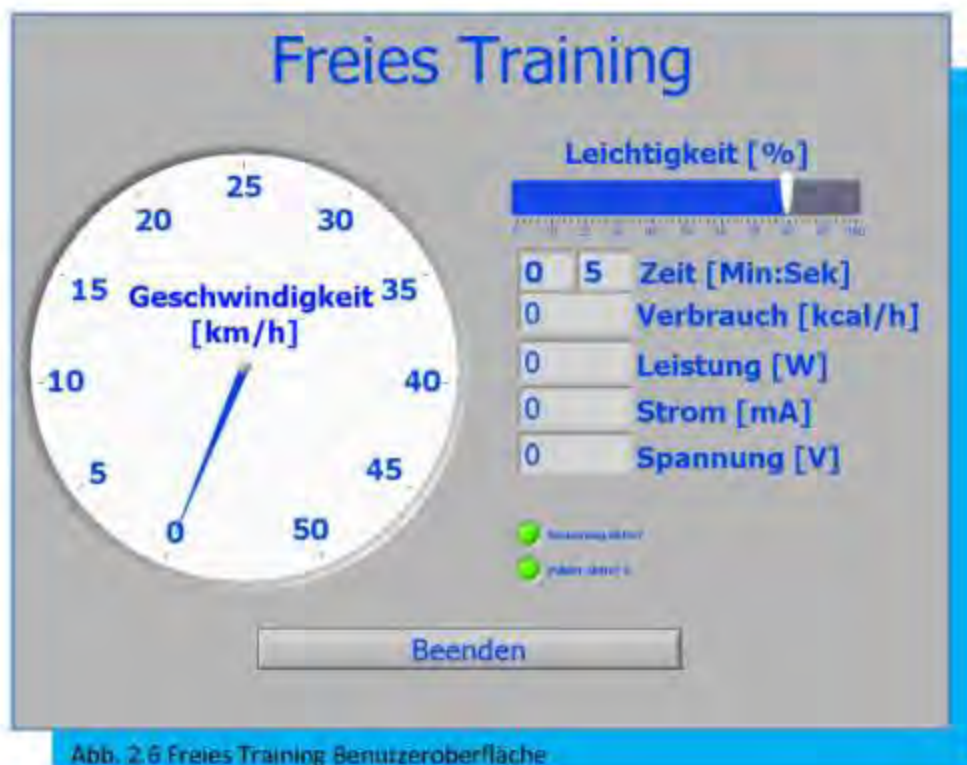 Freies Training
Leichtigkeit [%]
25
20
30
15
Geschwindigkeit
35
[km/h]
10
40
5
45
0
50
0 5 Zeit [Min:Sek]
0 Verbrauch [kcal/h]
0 Leistung [W]
0 Strom [mA]
0 Spannung [V]
Beenden
Abb. 2.6 Freies Training Benutzeroberfläche